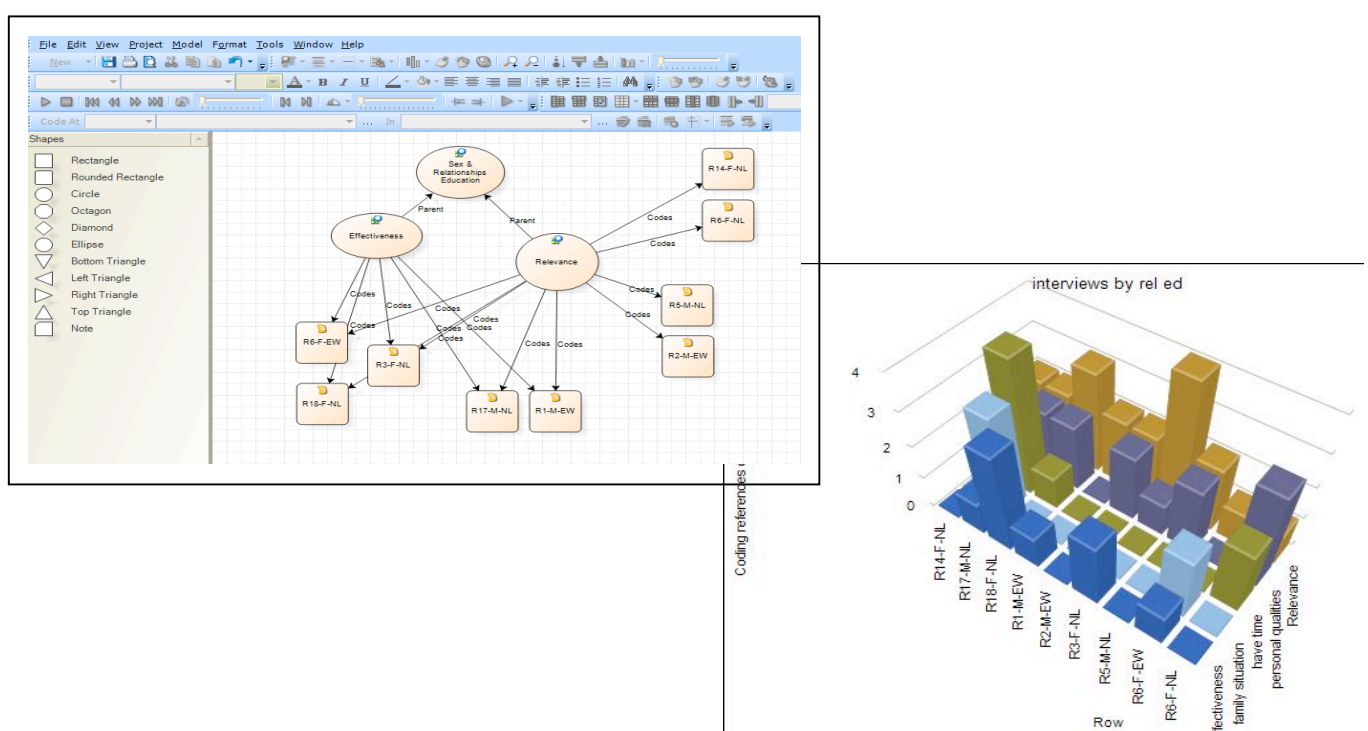 File Edit View Project Model Format Tools Window Help
New
A B I U
Code At ... In ...
Shapes
Rectangle
Rounded Rectangle
Circle
Octagon
Diamond
Ellipse
Bottom Triangle
Left Triangle
Right Triangle
Top Triangle
Note
Sex &
Relationships
Education
Parent
Parent
Effectiveness
Relevance
Codes
Codes
Codes
Codes
Codes
Codes
Codes
Codes
Codes
Codes
Codes
Codes
Codes
R14-F-NL
R6-F-NL
R5-M-NL
R2-M-EW
R6-F-EW
R3-F-NL
R18-F-NL
R17-M-NL
R1-M-EW
interviews by rel ed
4
3
2
1
0
Coding references
R14-F-NL
R17-M-NL
R18-F-NL
R1-M-EW
R2-M-EW
R3-F-NL
R5-M-NL
R6-F-EW
R6-F-NL
Row
fectiveness
family situation
have time
personal qualities
Relevance